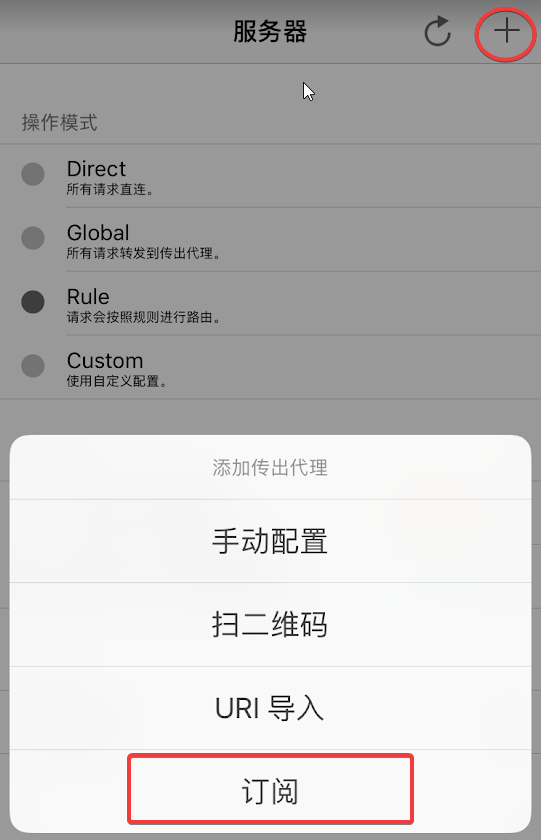 服务器
操作模式
Direct
所有请求直连。
Global
所有请求转发到传出代理。
Rule
请求会按照规则进行路由。
Custom
使用自定义配置。
添加传出代理
手动配置
扫二维码
URI 导入
订阅